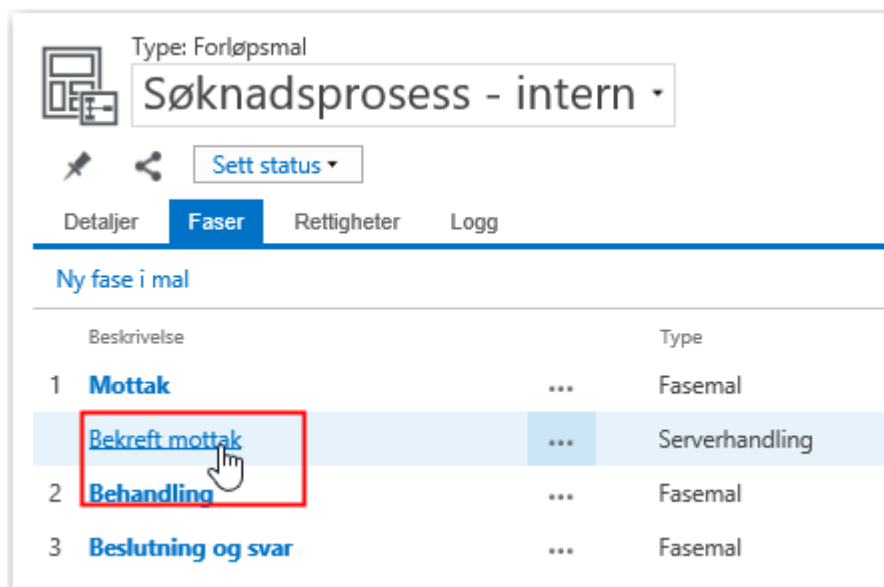 Type: Forløpsmal
Søknadsprosess - intern
Sett status
Detaljer Faser Rettigheter Logg
Ny fase i mal
Beskrivelse Type
1 Mottak ... Fasemal
Bekreft mottak ... Serverhandling
2 Behandling ... Fasemal
3 Beslutning og svar ... Fasemal